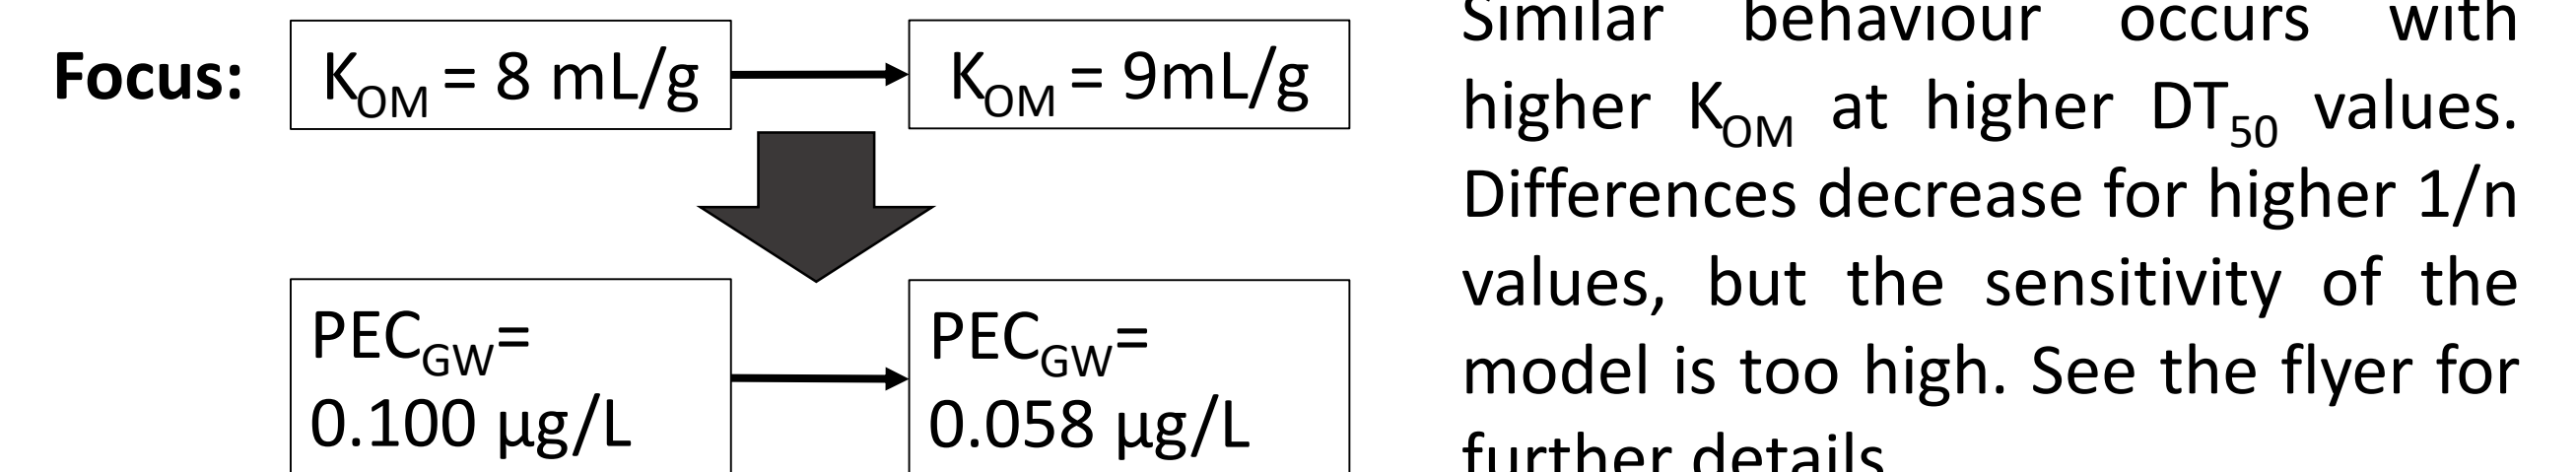 Focus:
K_OM = 8 mL/g
K_OM = 9mL/g
PEC_GW=
0.100 µg/L
PEC_GW=
0.058 µg/L
Similar behaviour occurs with
higher K_OM at higher DT_50 values.
Differences decrease for higher 1/n
values, but the sensitivity of the
model is too high. See the flyer for
further details